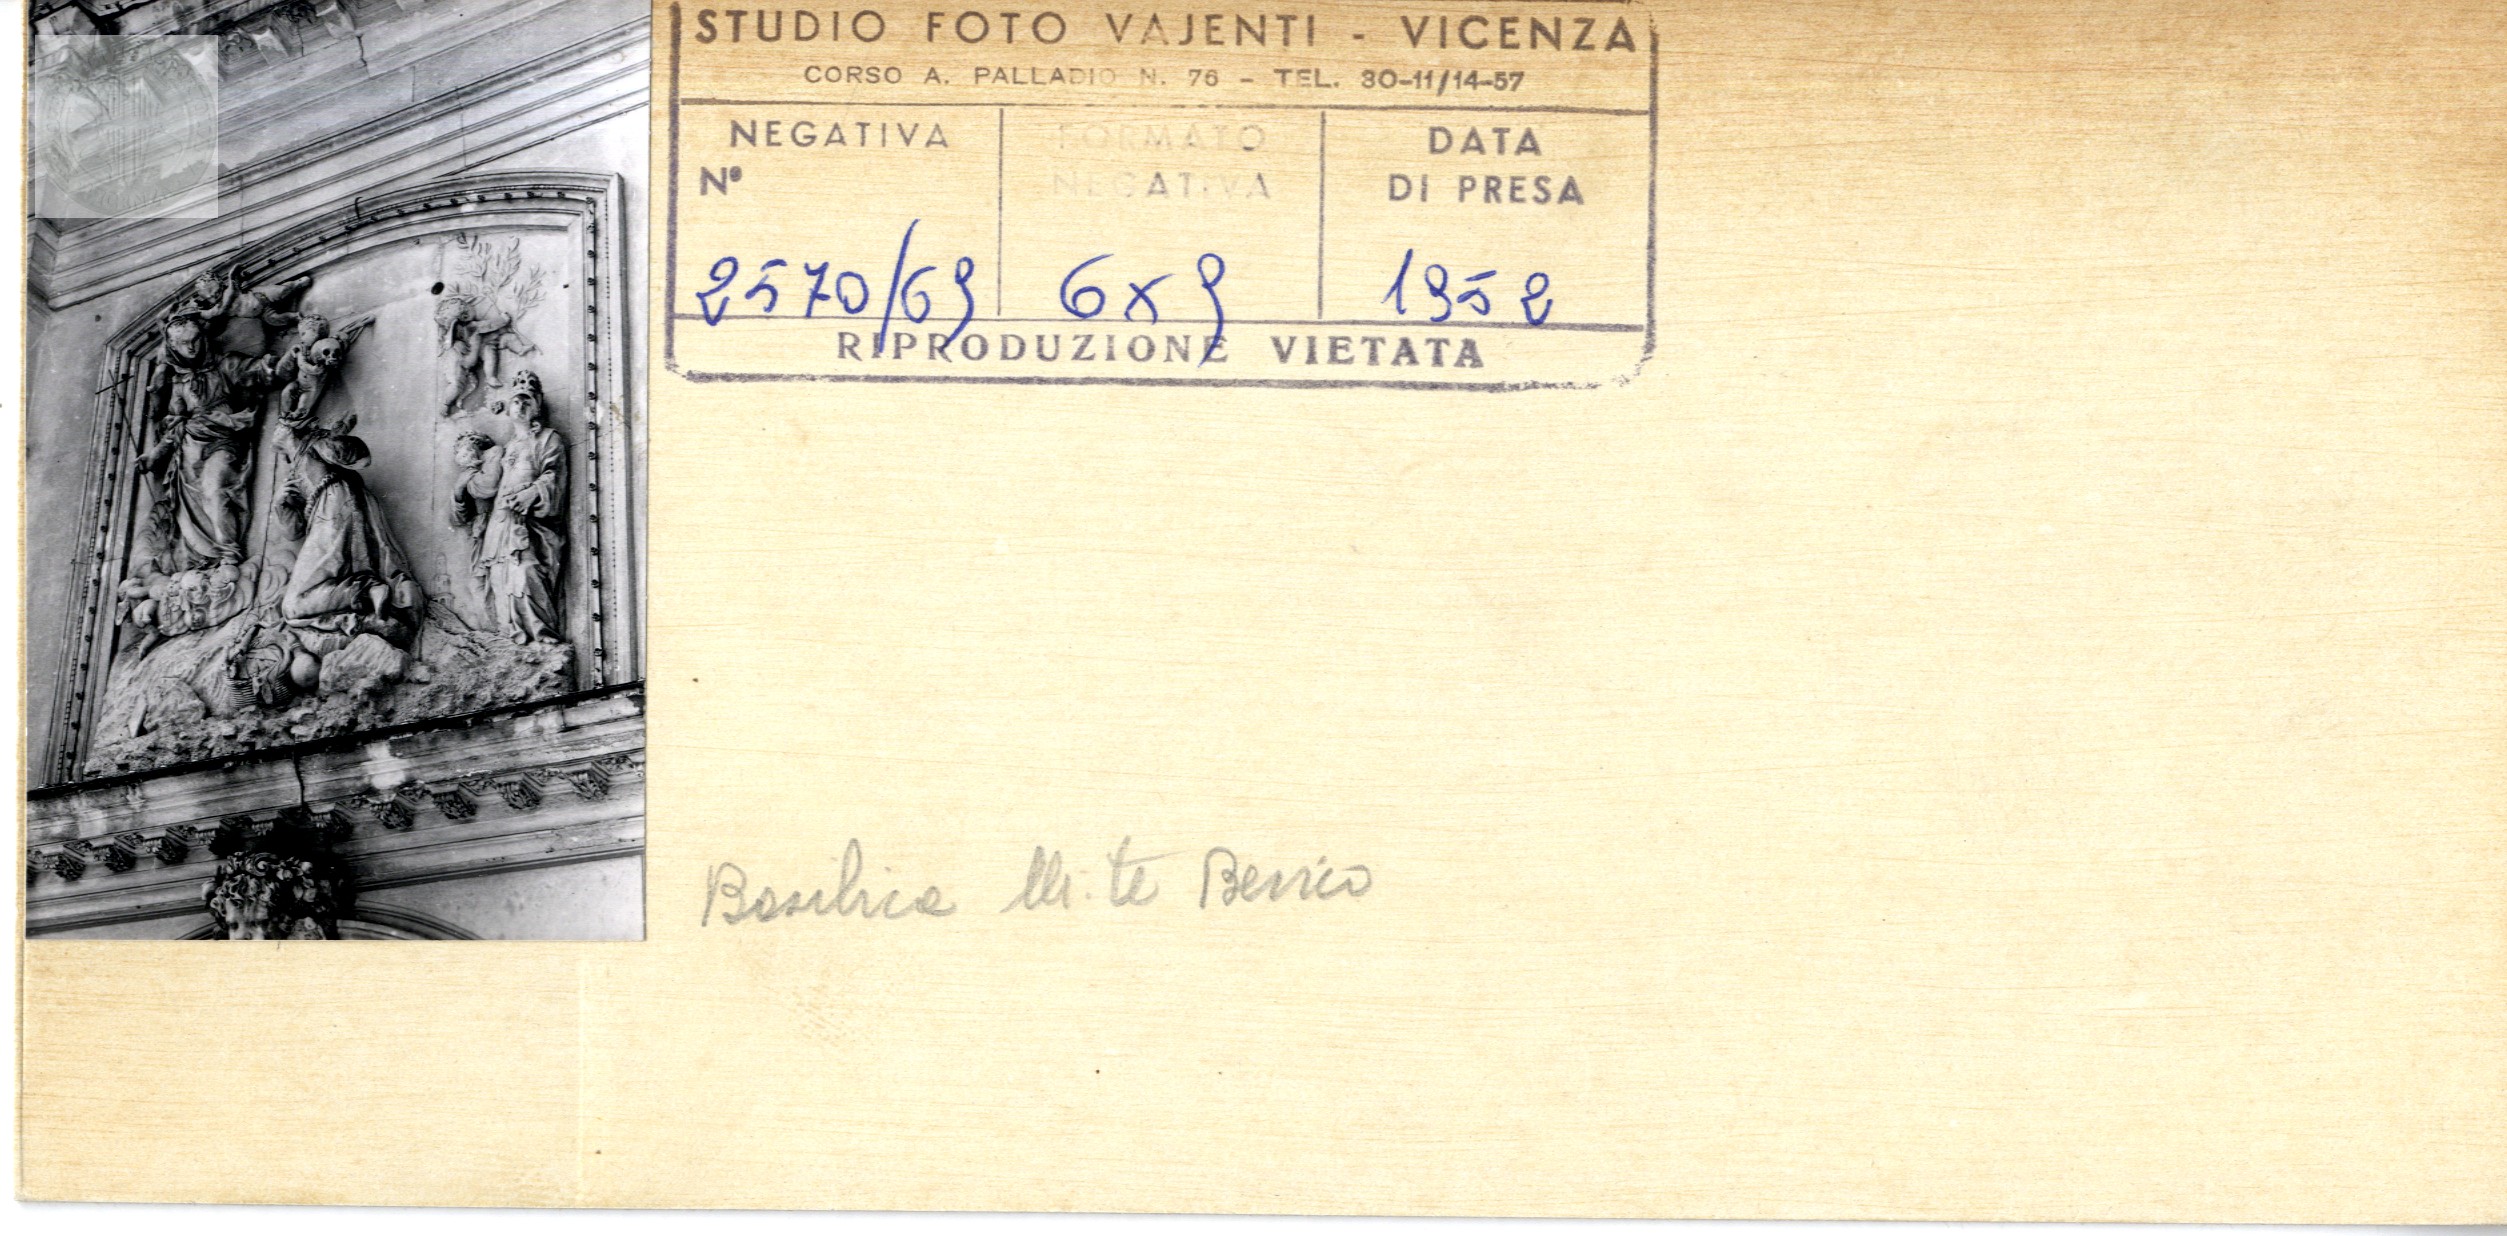 STUDIO FOTO VAJENTI - VICENZA
CORSO A. PALLADIO N. 76 - TEL. 30-11/14-57
NEGATIVA
Nº
FORMATO
NEGATIVA
DATA
DI PRESA
2570/69
6x9
1952
RIPRODUZIONE VIETATA
Basilica M.te Berico